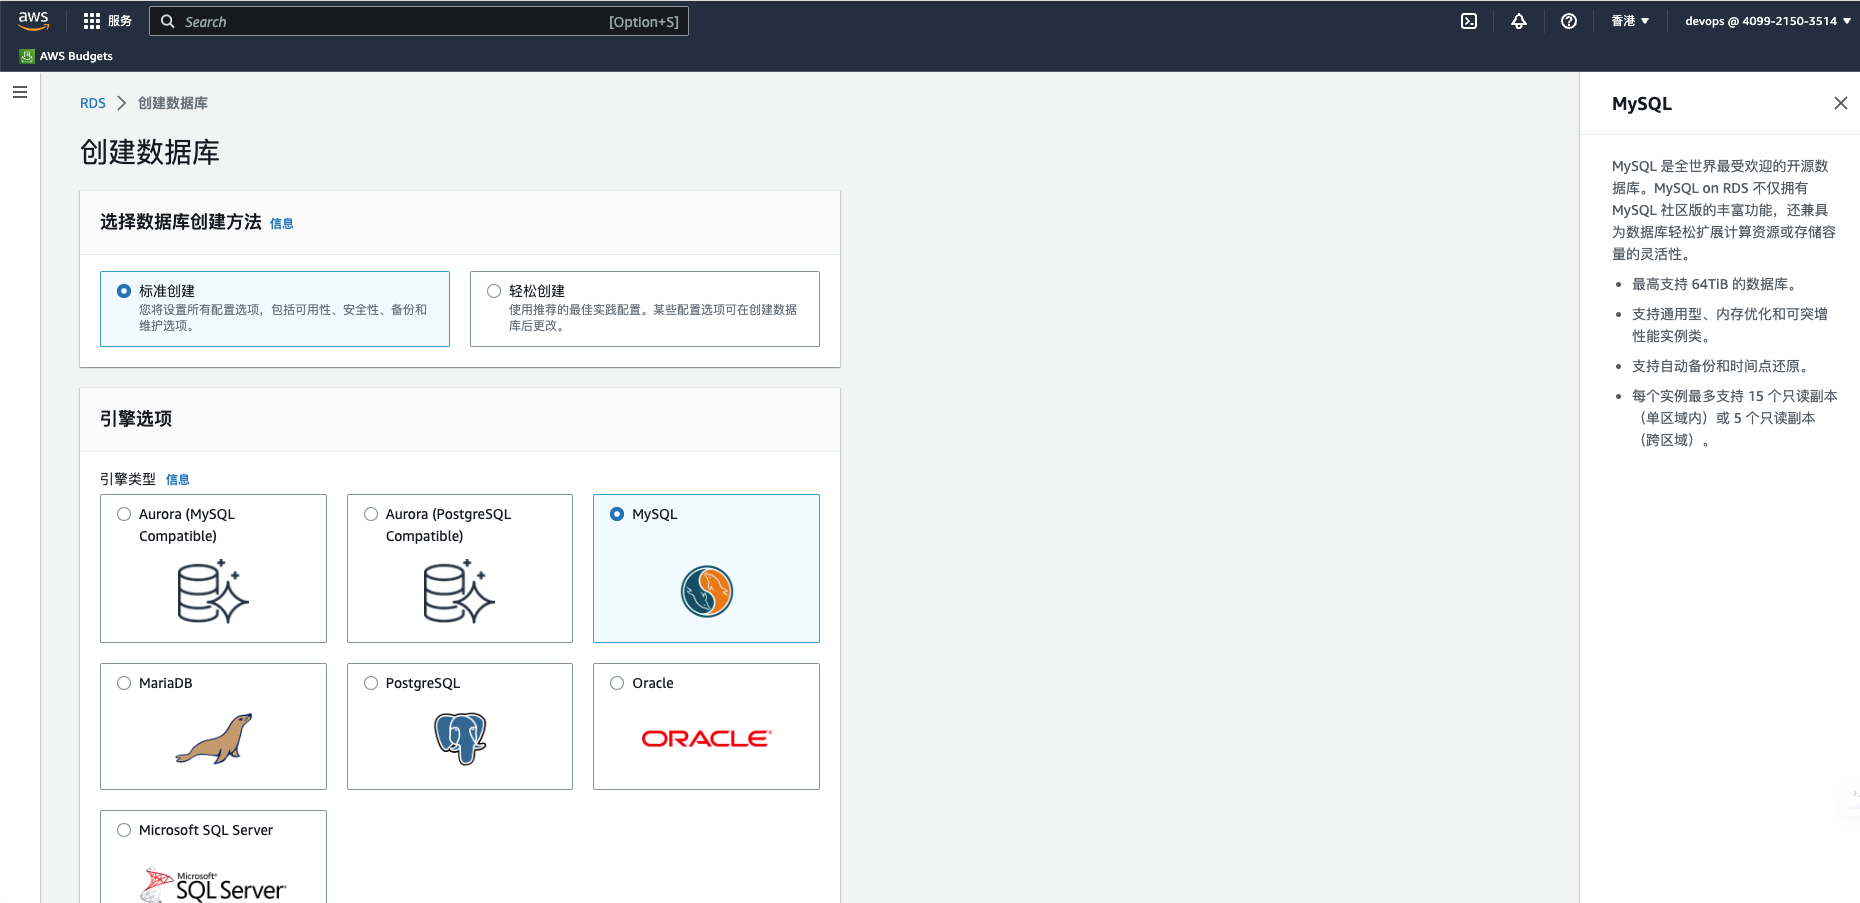 aws
服务
Search
[Option+S]
香港
devops @ 4099-2150-3514
AWS Budgets
RDS
创建数据库
创建数据库
选择数据库创建方法 信息
标准创建
您将设置所有配置选项，包括可用性、安全性、备份和
维护选项。
轻松创建
使用推荐的最佳实践配置。某些配置选项可在创建数据
库后更改。
引擎选项
引擎类型 信息
Aurora (MySQL
Compatible)
Aurora (PostgreSQL
Compatible)
MySQL
MariaDB
PostgreSQL
Oracle
ORACLE
Microsoft SQL Server
Microsoft
SQL Server
MySQL
MySQL 是全世界最受欢迎的开源数
据库。MySQL on RDS 不仅拥有
MySQL 社区版的丰富功能，还兼具
为数据库轻松扩展计算资源或存储容
量的灵活性。
• 最高支持 64TiB 的数据库。
• 支持通用型、内存优化和可突增
性能实例类。
• 支持自动备份和时间点还原。
• 每个实例最多支持 15 个只读副本
（单区域内）或 5 个只读副本
（跨区域）。